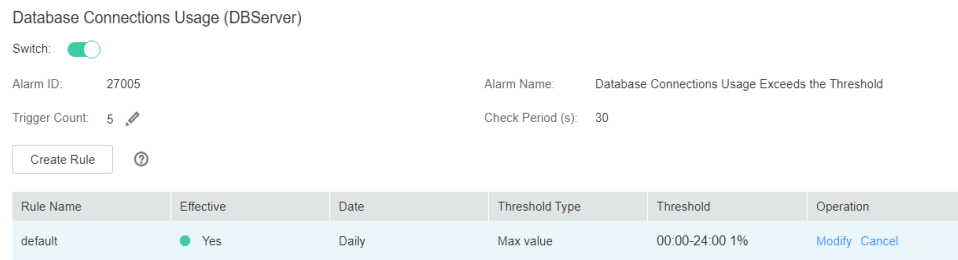 Database Connections Usage (DBServer)
Switch:
Alarm ID: 27005 Alarm Name: Database Connections Usage Exceeds the Threshold
Trigger Count: 5 Check Period (s): 30
Create Rule ?
Rule Name Effective Date Threshold Type Threshold Operation
default Yes Daily Max value 00:00-24:00 1% Modify Cancel